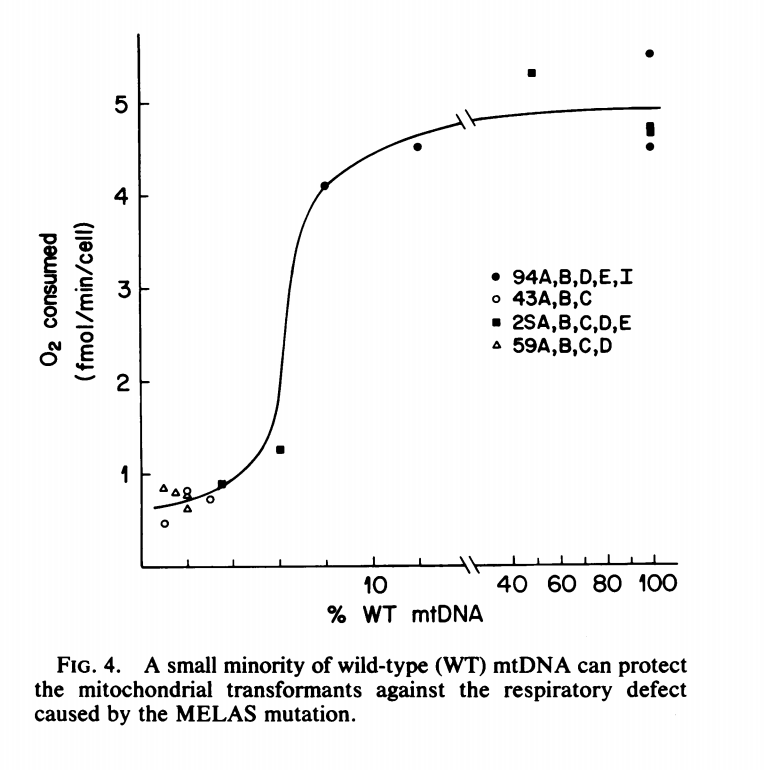 5
4
3
2
1
O2 consumed
(fmol/min/cell)
94A,B,D,E,I
43A,B,C
2SA,B,C,D,E
59A,B,C,D
10
40 60 80 100
% WT mtDNA
FIG. 4. A small minority of wild-type (WT) mtDNA can protect
the mitochondrial transformants against the respiratory defect
caused by the MELAS mutation.